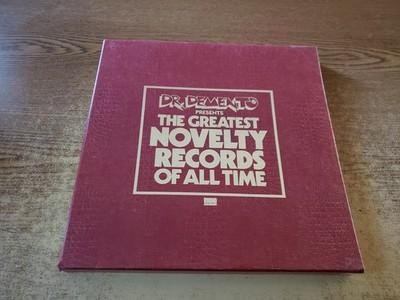 DR. DEMENTO
PRESENTS
THE GREATEST
NOVELTY
RECORDS
OF ALL TIME